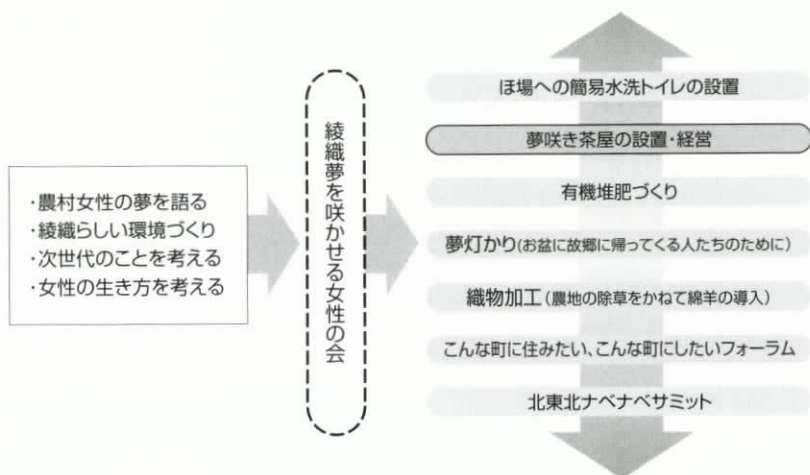 ・農村女性の夢を語る
・綾織らしい環境づくり
・次世代のことを考える
・女性の生き方を考える
綾織夢を咲かせる女性の会
ほ場への簡易水洗トイレの設置
夢咲き茶屋の設置・経営
有機堆肥づくり
夢灯かり(お盆に故郷に帰ってくる人たちのために)
織物加工(農地の除草をかねて綿羊の導入)
こんな町に住みたい、こんな町にしたいフォーラム
北東北ナベナベサミット